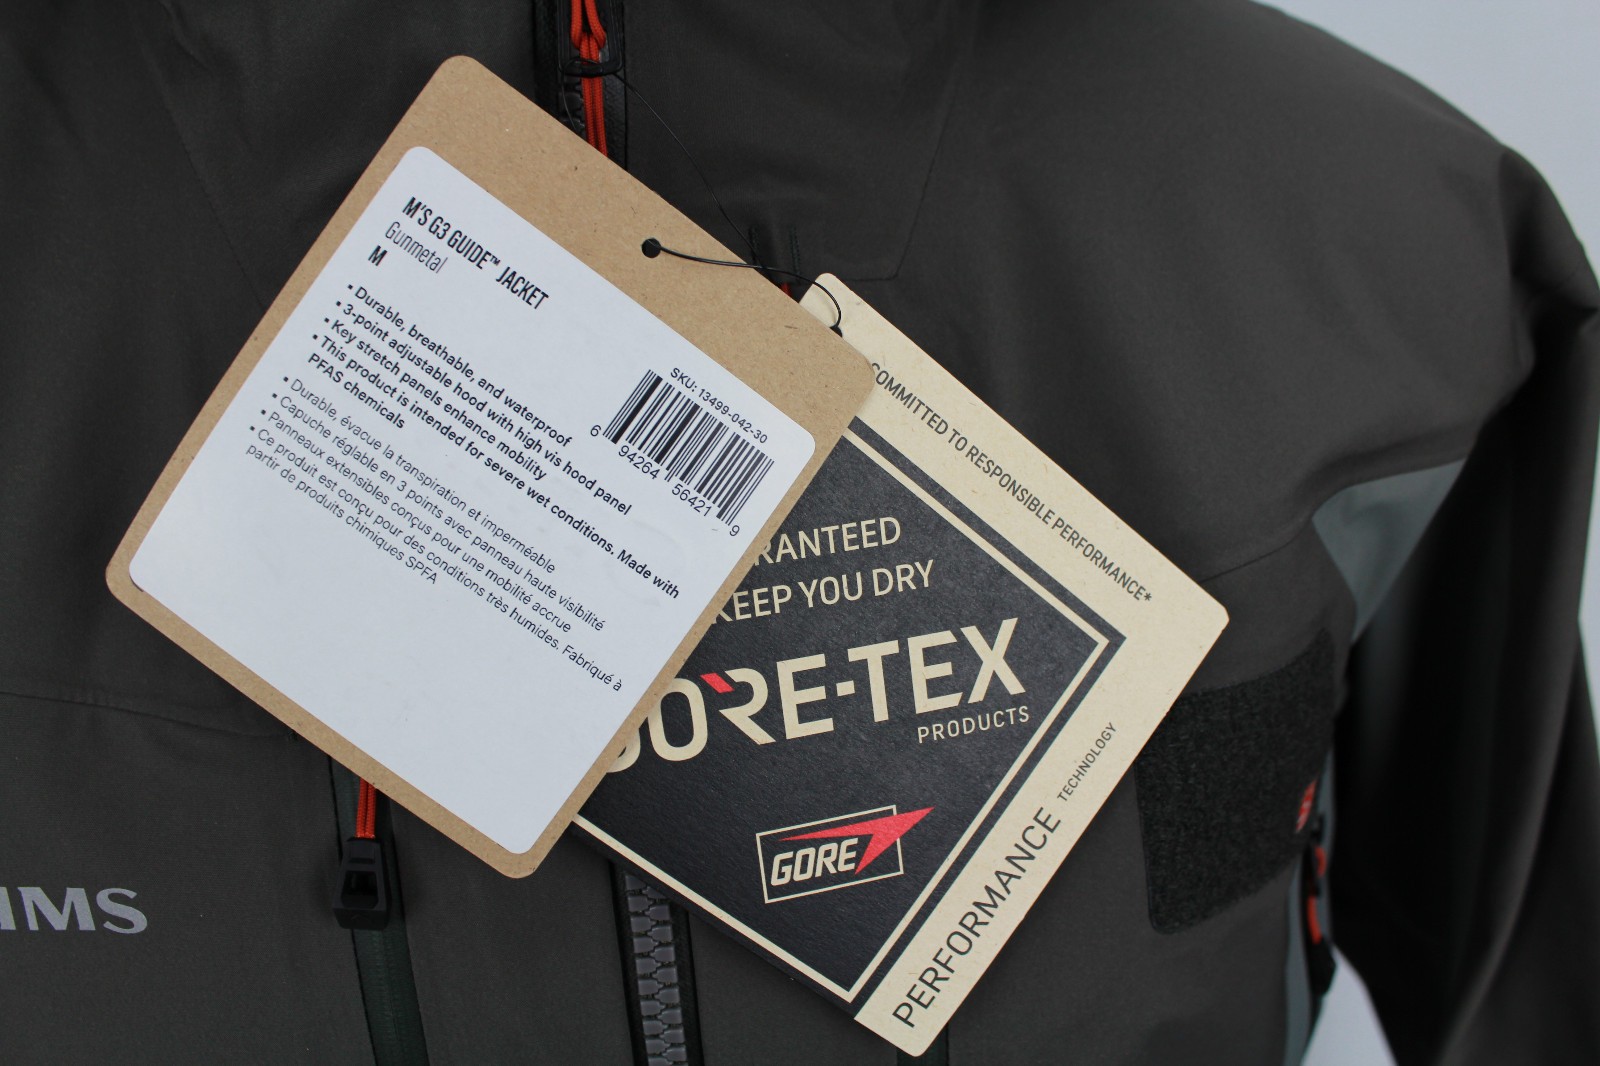 M'S G3 GUIDE™ JACKET
Gunmetal
M
• Durable, breathable, and waterproof
• 3-point adjustable hood with high vis hood panel
• Key stretch panels enhance mobility
• This product is intended for severe wet conditions. Made with
PFAS chemicals
• Durable, évacue la transpiration et imperméable
• Capuche réglable en 3 points avec panneau haute visibilité
• Panneaux extensibles conçus pour une mobilité accrue
• Ce produit est conçu pour des conditions très humides. Fabriqué à
partir de produits chimiques SPFA
SKU: 13499-042-30
6 94264 56421 9
COMMITTED TO RESPONSIBLE PERFORMANCE*
RANTEED
KEEP YOU DRY
GORE-TEX
PRODUCTS
GORE
PERFORMANCE TECHNOLOGY
IMS